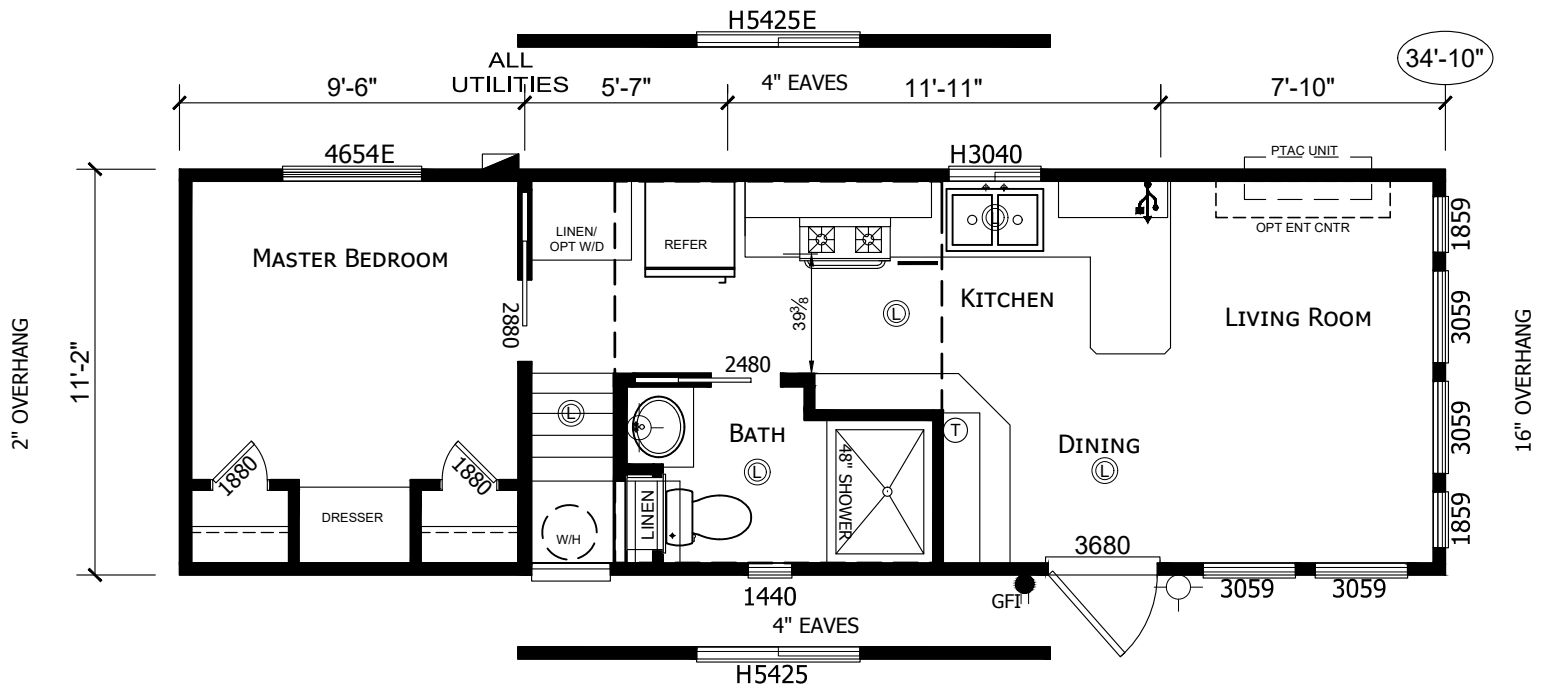 H5425E
ALL
UTILITIES
34'-10"
9'-6"
5'-7"
4" EAVES
11'-11"
7'-10"
4654E
H3040
PTAC UNIT
OPT ENT CNTR
LINEN/
OPT W/D
REFER
MASTER BEDROOM
KITCHEN
LIVING ROOM
1859
3059
3059
1859
2880
39⅜
L
2480
2" OVERHANG
11'-2"
16" OVERHANG
L
BATH
T
DINING
L
L
1880
1880
48" SHOWER
DRESSER
LINEN
W/H
3680
1440
GFI
3059
3059
4" EAVES
H5425